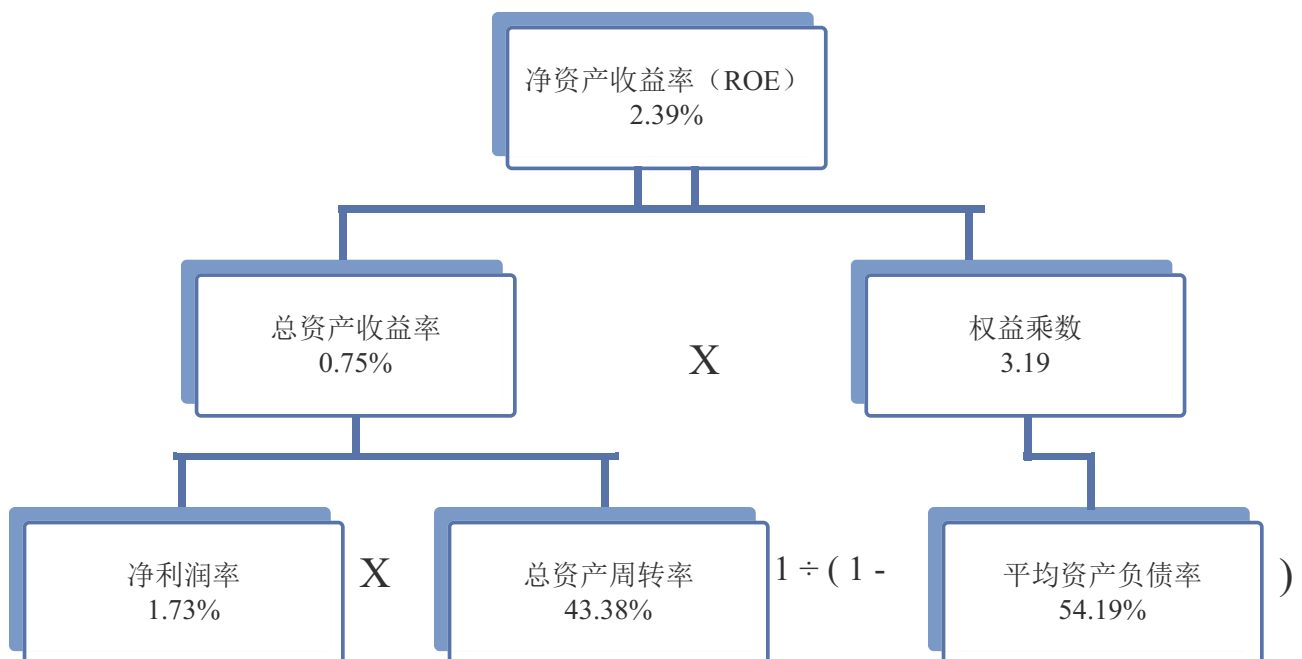 净资产收益率（ROE）
2.39%
总资产收益率
0.75%
X
权益乘数
3.19
净利润率
1.73%
X
总资产周转率
43.38%
1 ÷ ( 1 -
平均资产负债率
54.19%
)